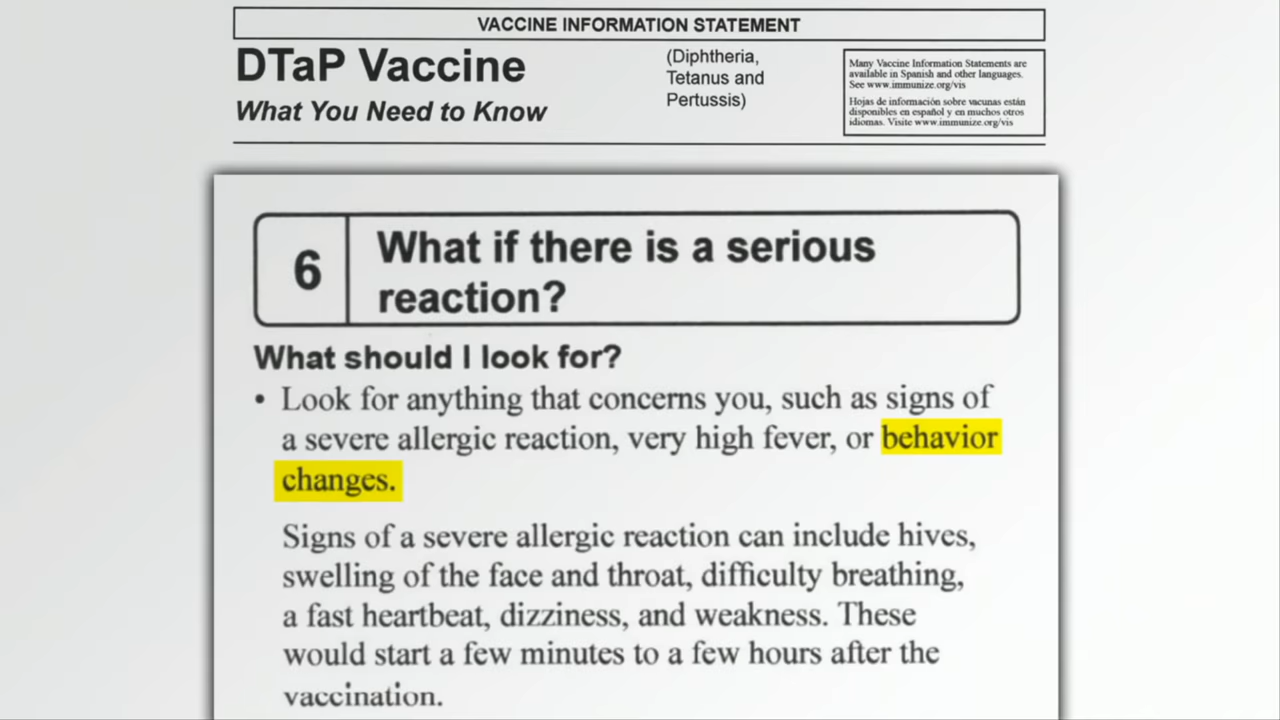 VACCINE INFORMATION STATEMENT
DTaP Vaccine
What You Need to Know
(Diphtheria,
Tetanus and
Pertussis)
Many Vaccine Information Statements are
available in Spanish and other languages.
See www.immunize.org/vis
Hojas de información sobre vacunas están
disponibles en español y en muchos otros
idiomas. Visite www.immunize.org/vis
6
What if there is a serious
reaction?
What should I look for?
• Look for anything that concerns you, such as signs of
a severe allergic reaction, very high fever, or behavior
changes.
Signs of a severe allergic reaction can include hives,
swelling of the face and throat, difficulty breathing,
a fast heartbeat, dizziness, and weakness. These
would start a few minutes to a few hours after the
vaccination.